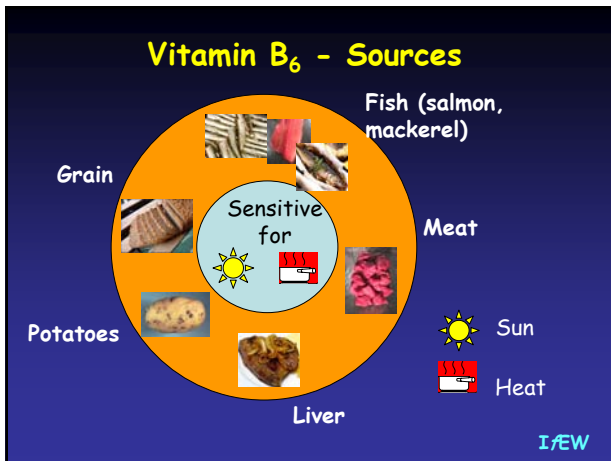 Vitamin B₆ - Sources
Fish (salmon,
mackerel)
Grain
Sensitive
for
Meat
Potatoes
Sun
Heat
Liver
IfEW